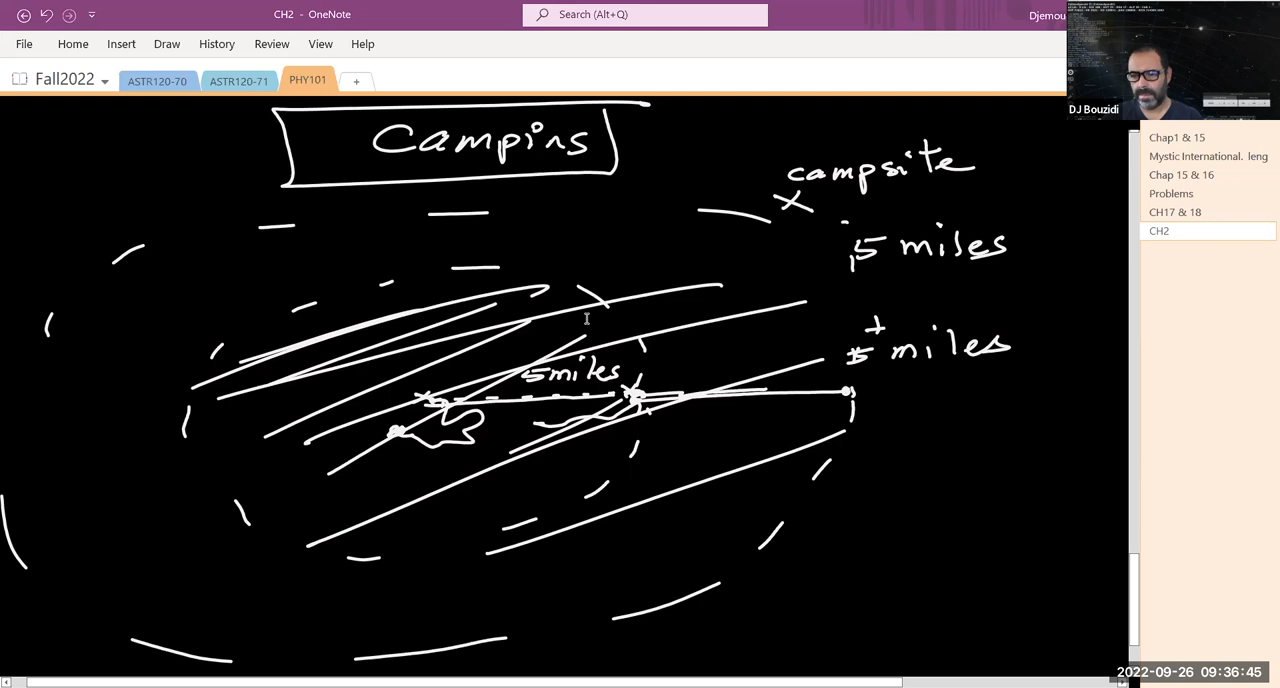 CH2 - OneNote
Search (Alt+Q)
Djemou
File Home Insert Draw History Review View Help
Fall2022 ASTR120-70 ASTR120-71 PHY101 +
DJ Bouzidi
Chap1 & 15
Mystic International. leng
Chap 15 & 16
Problems
CH17 & 18
CH2
Campins
campsite
5 miles
miles
5miles
2022-09-26 09:36:45